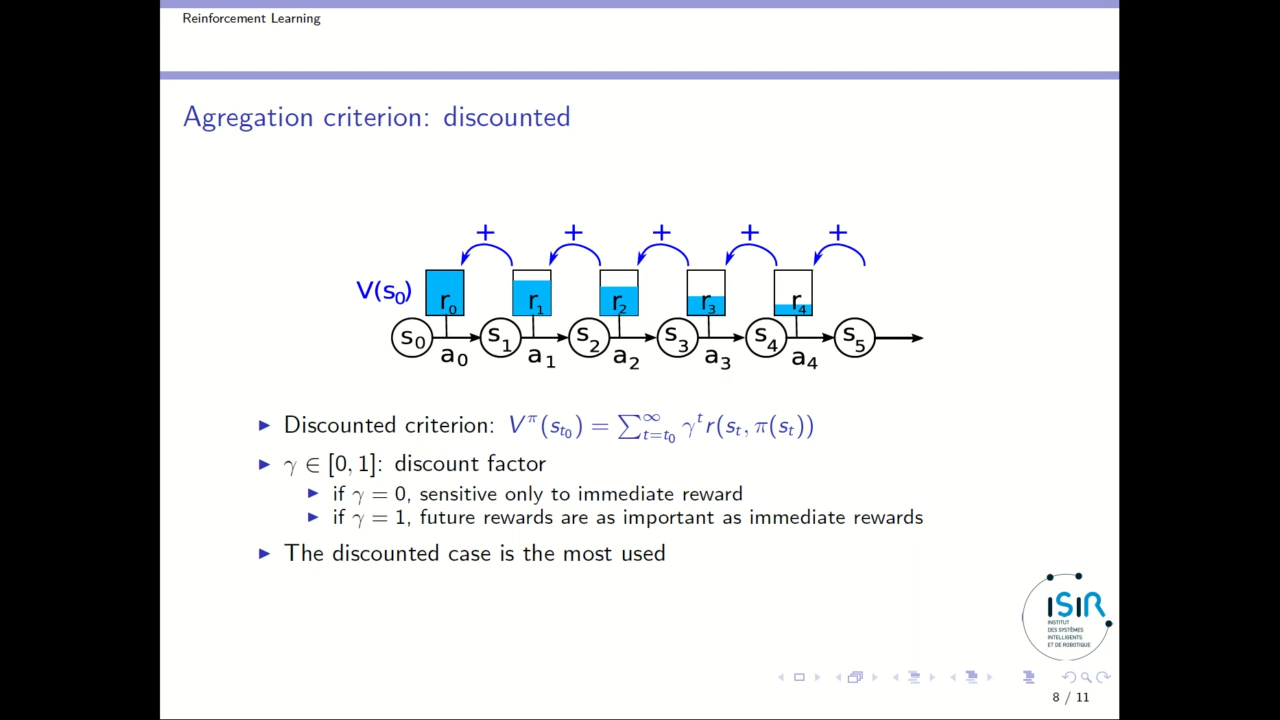 Reinforcement Learning
Agregation criterion: discounted
+ + + + +
V(s₀) r₀ r₁ r₂ r₃ r₄
s₀ s₁ s₂ s₃ s₄ s₅
a₀ a₁ a₂ a₃ a₄
▶ Discounted criterion: V^π(s_{t₀}) = ∑_{t=t₀}^{∞} γ^t r(s_t, π(s_t))
▶ γ ∈ [0, 1]: discount factor
▶ if γ = 0, sensitive only to immediate reward
▶ if γ = 1, future rewards are as important as immediate rewards
▶ The discounted case is the most used
ISIR
INSTITUT
DES SYSTÈMES
INTELLIGENTS
ET DE ROBOTIQUE
8 / 11